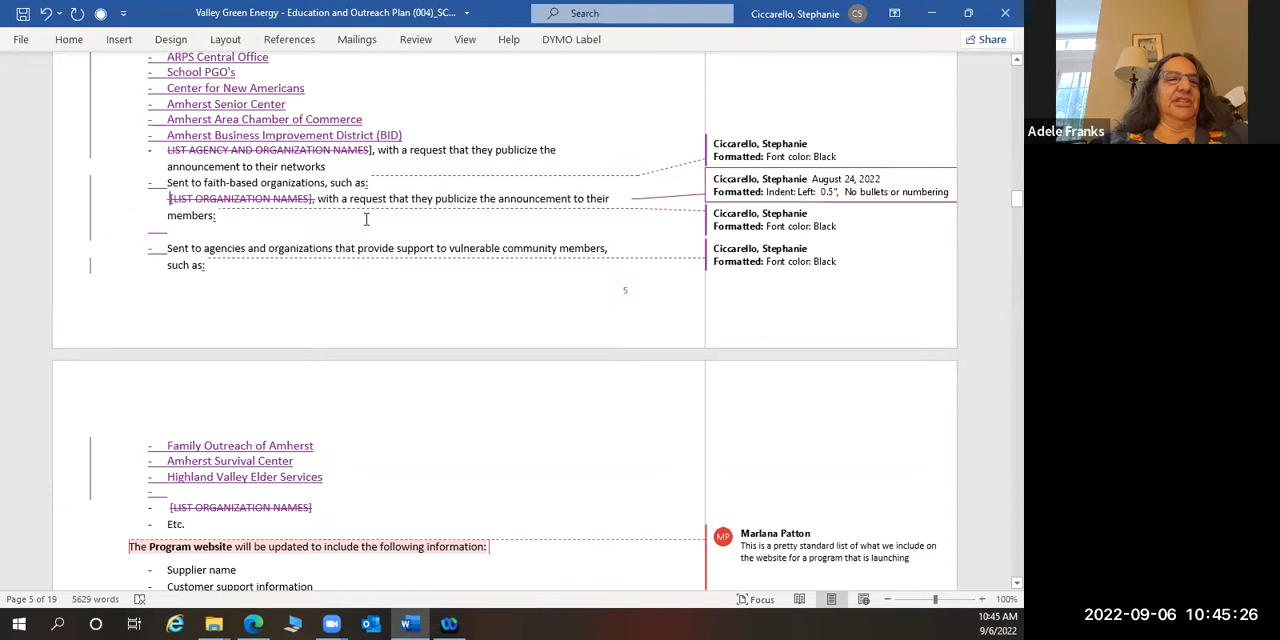 Valley Green Energy - Education and Outreach Plan (004)_SC...
Search
Ciccarello, Stephanie
CS
File Home Insert Design Layout References Mailings Review View Help DYMO Label
Share
- ARPS Central Office
- School PGO's
- Center for New Americans
- Amherst Senior Center
- Amherst Area Chamber of Commerce
- Amherst Business Improvement District (BID)
- LIST AGENCY AND ORGANIZATION NAMES], with a request that they publicize the
announcement to their networks
- Sent to faith-based organizations, such as:
[LIST ORGANIZATION NAMES], with a request that they publicize the announcement to their
members:
- Sent to agencies and organizations that provide support to vulnerable community members,
such as:
5
Ciccarello, Stephanie
Formatted: Font color: Black
Ciccarello, Stephanie August 24, 2022
Formatted: Indent: Left: 0.5", No bullets or numbering
Ciccarello, Stephanie
Formatted: Font color: Black
Ciccarello, Stephanie
Formatted: Font color: Black
- Family Outreach of Amherst
- Amherst Survival Center
- Highland Valley Elder Services
-
- [LIST ORGANIZATION NAMES]
- Etc.
The Program website will be updated to include the following information:
- Supplier name
- Customer support information
MP
Marlana Patton
This is a pretty standard list of what we include on
the website for a program that is launching
Page 5 of 19 5629 words
Focus
100%
10:45 AM
9/6/2022
Adele Franks
2022-09-06 10:45:26